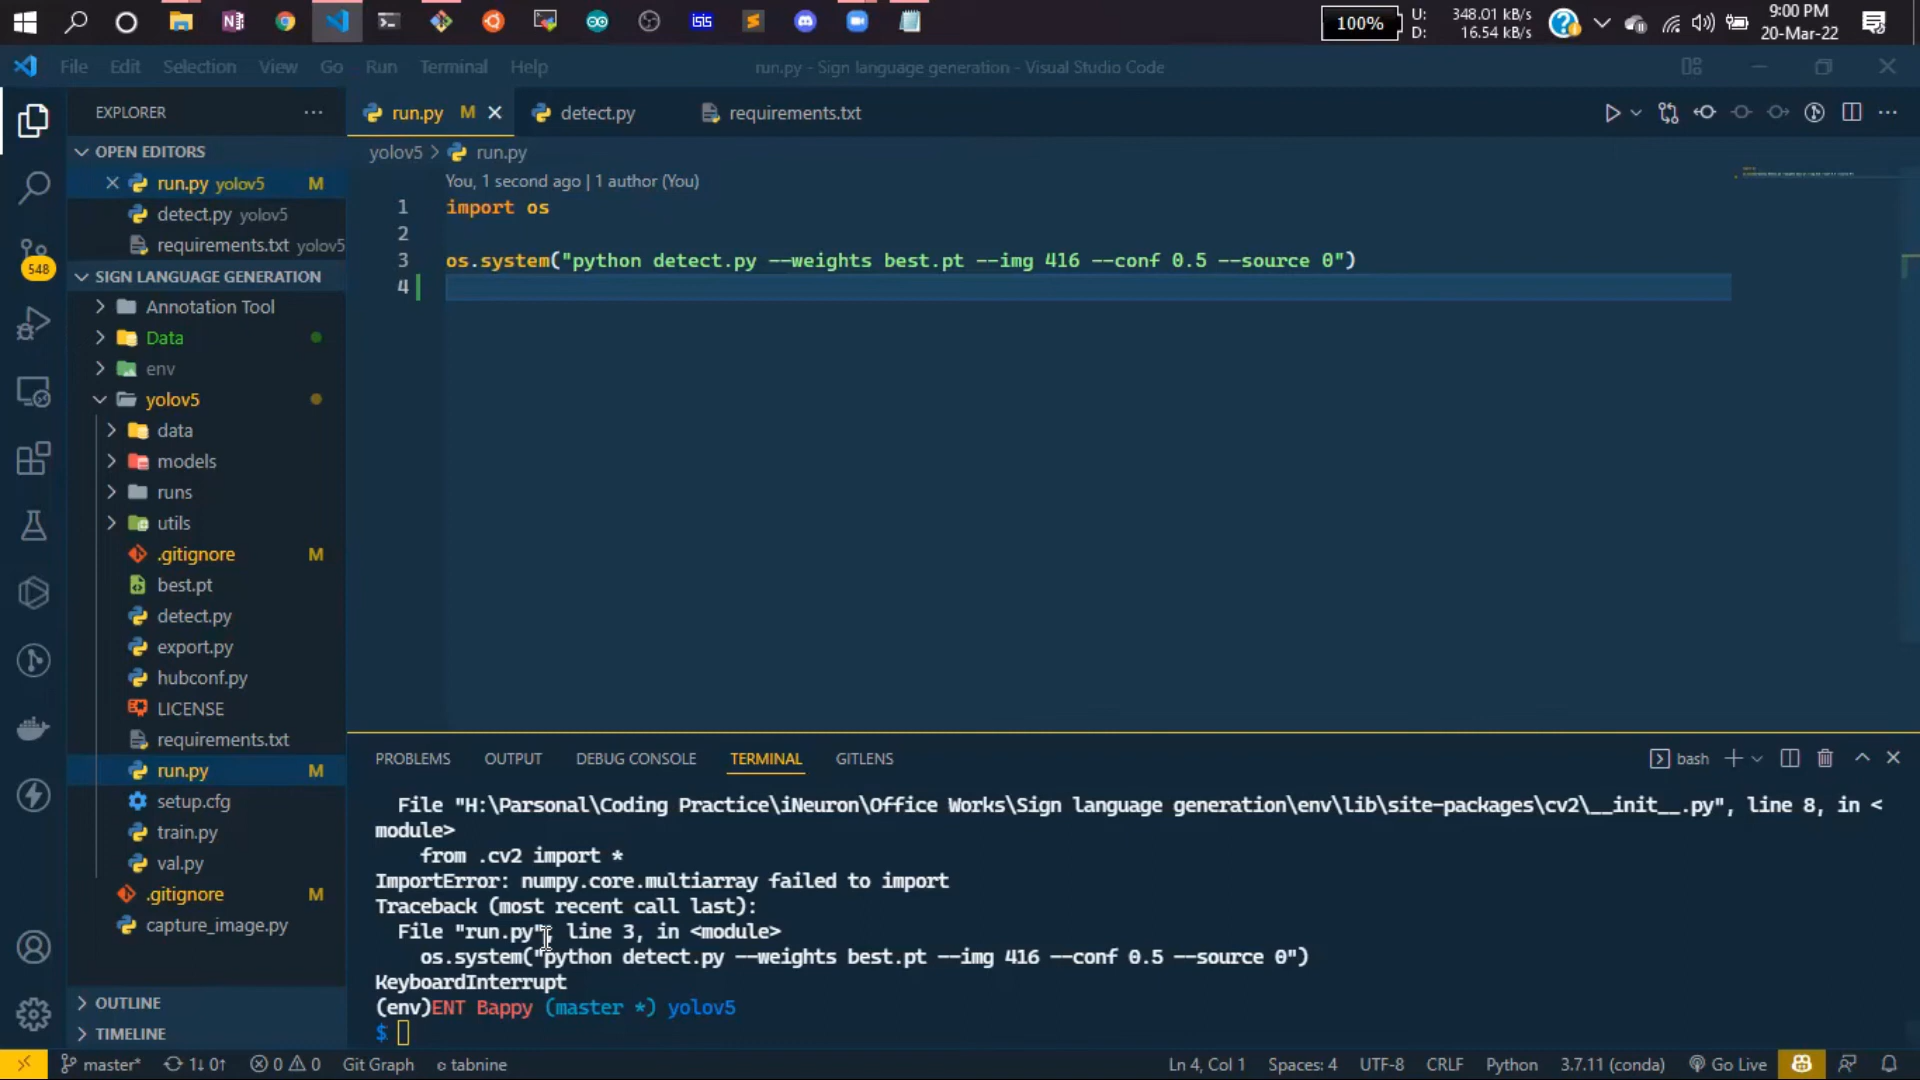 100%
U: 348.01 kB/s
D: 16.54 kB/s
9:00 PM
20-Mar-22
File Edit Selection View Go Run Terminal Help
run.py - Sign language generation - Visual Studio Code
EXPLORER
run.py M
detect.py
requirements.txt
OPEN EDITORS
run.py yolov5 M
detect.py yolov5
requirements.txt yolov5
SIGN LANGUAGE GENERATION
Annotation Tool
Data
env
yolov5
data
models
runs
utils
.gitignore M
best.pt
detect.py
export.py
hubconf.py
LICENSE
requirements.txt
run.py M
setup.cfg
train.py
val.py
.gitignore M
capture_image.py
OUTLINE
TIMELINE
548
yolov5 > run.py
You, 1 second ago | 1 author (You)
1 import os
2
3 os.system("python detect.py --weights best.pt --img 416 --conf 0.5 --source 0")
4
PROBLEMS OUTPUT DEBUG CONSOLE TERMINAL GITLENS
bash
File "H:\Parsonal\Coding Practice\iNeuron\Office Works\Sign language generation\env\lib\site-packages\cv2\__init__.py", line 8, in <
module>
from .cv2 import *
ImportError: numpy.core.multiarray failed to import
Traceback (most recent call last):
File "run.py", line 3, in <module>
os.system("python detect.py --weights best.pt --img 416 --conf 0.5 --source 0")
KeyboardInterrupt
(env)ENT Bappy (master *) yolov5
$
master* 1↓ 0↑ 0 0 Git Graph tabnine
Ln 4, Col 1 Spaces: 4 UTF-8 CRLF Python 3.7.11 (conda) Go Live